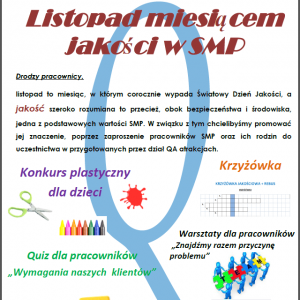 Listopad miesiącem
jakości w SMP
Drodzy pracownicy,
listopad to miesiąc, w którym corocznie wypada Światowy Dzień Jakości, a
jakość szeroko rozumiana to przecież, obok bezpieczeństwa i środowiska,
jedna z podstawowych wartości SMP. W związku z tym chcielibyśmy promować
jej znaczenie, poprzez zaproszenie pracowników SMP oraz ich rodzin do
uczestnictwa w przygotowanych przez dział QA atrakcjach.
Konkurs plastyczny
dla dzieci
Krzyżówka
Warsztaty dla pracowników
„Znajdźmy razem przyczynę
problemu”
Quiz dla pracowników
„Wymagania naszych klientów”